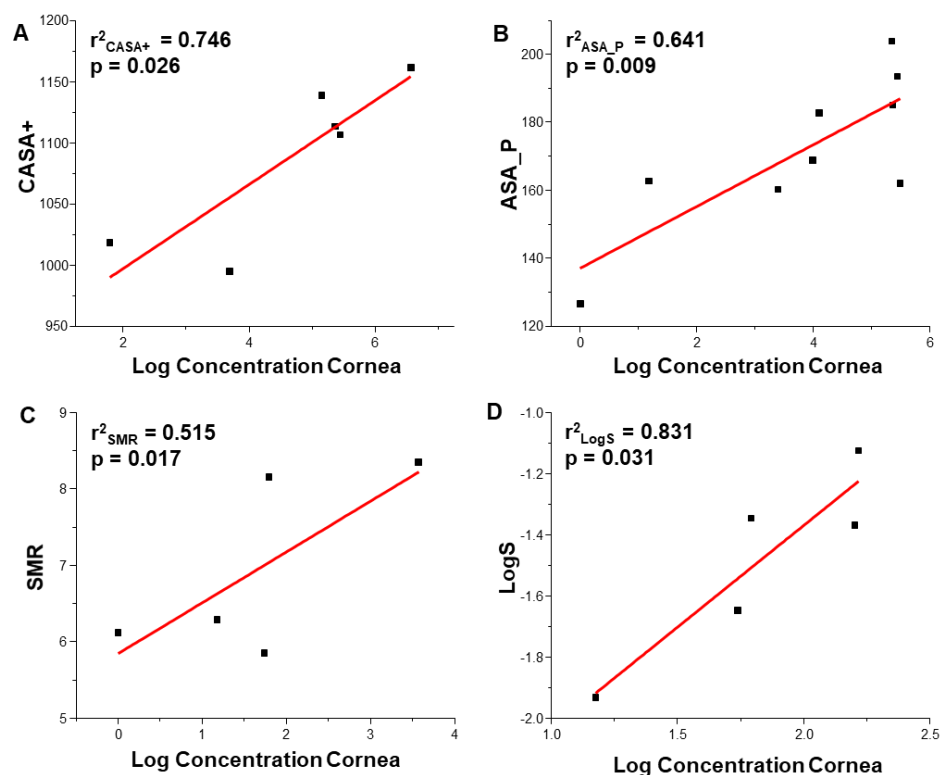 A
r²CASA+ = 0.746
p = 0.026
1200
1150
1100
1050
1000
950
CASA+
2
4
6
Log Concentration Cornea
B
r²ASA_P = 0.641
p = 0.009
200
180
160
140
120
ASA_P
0
2
4
6
Log Concentration Cornea
C
r²SMR = 0.515
p = 0.017
9
8
7
6
5
SMR
0
1
2
3
4
Log Concentration Cornea
D
r²LogS = 0.831
p = 0.031
-1.0
-1.2
-1.4
-1.6
-1.8
-2.0
LogS
1.0
1.5
2.0
2.5
Log Concentration Cornea